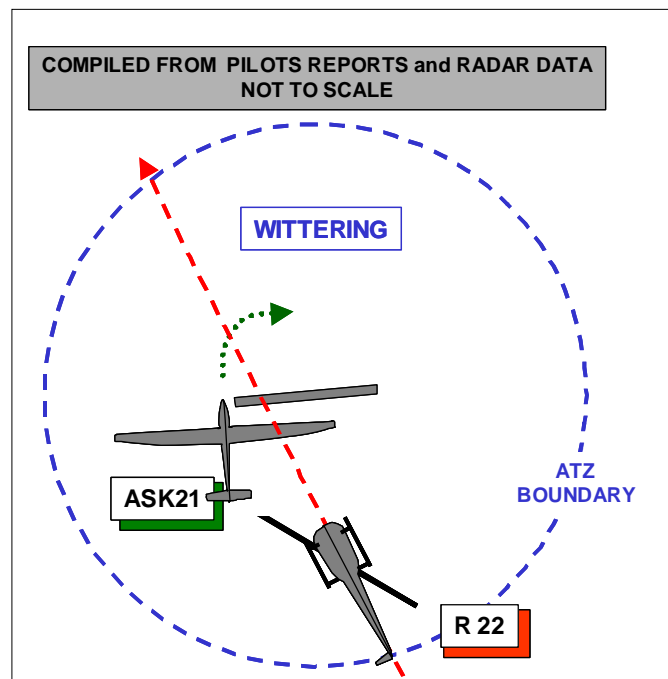 COMPILED FROM PILOTS REPORTS and RADAR DATA
NOT TO SCALE
WITTERING
ASK21
ATZ
BOUNDARY
R 22